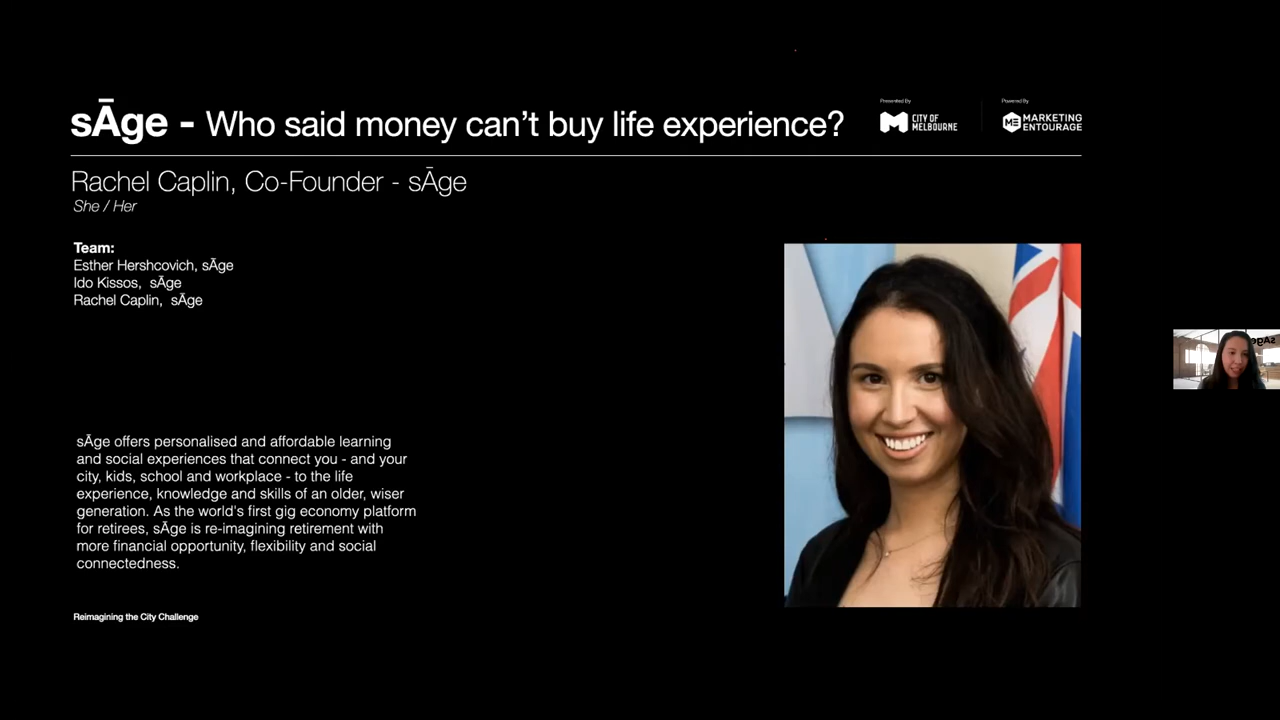 sĀge - Who said money can't buy life experience?
Presented By
CITY OF
MELBOURNE
Powered By
ME MARKETING
ENTOURAGE
Rachel Caplin, Co-Founder - sĀge
She / Her
Team:
Esther Hershcovich, sĀge
Ido Kissos,  sĀge
Rachel Caplin,  sĀge
sĀge
sĀge offers personalised and affordable learning
and social experiences that connect you - and your
city, kids, school and workplace - to the life
experience, knowledge and skills of an older, wiser
generation. As the world's first gig economy platform
for retirees, sĀge is re-imagining retirement with
more financial opportunity, flexibility and social
connectedness.
Reimagining the City Challenge